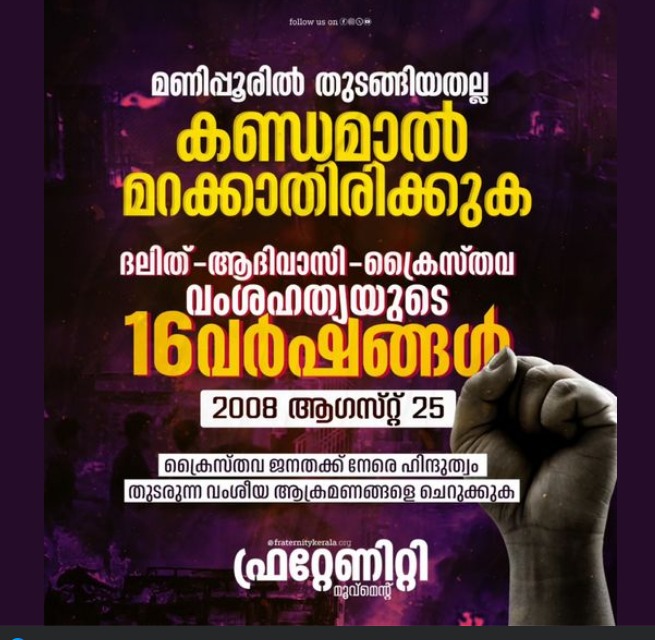 follow us on
മണിപ്പൂരിൽ തുടങ്ങിയതല്ല
കണ്ഡമാൽ
മറക്കാതിരിക്കുക
ദലിത്-ആദിവാസി-ക്രൈസ്തവ
വംശഹത്യയുടെ
16വർഷങ്ങൾ
2008 ആഗസ്റ്റ് 25
ക്രൈസ്തവ ജനതക്ക് നേരെ ഹിന്ദുത്വം
തുടരുന്ന വംശീയ ആക്രമണങ്ങളെ ചെറുക്കുക
@fraternitykerala.org
ഫ്രറ്റേണിറ്റി
മൂവ്മെന്റ്